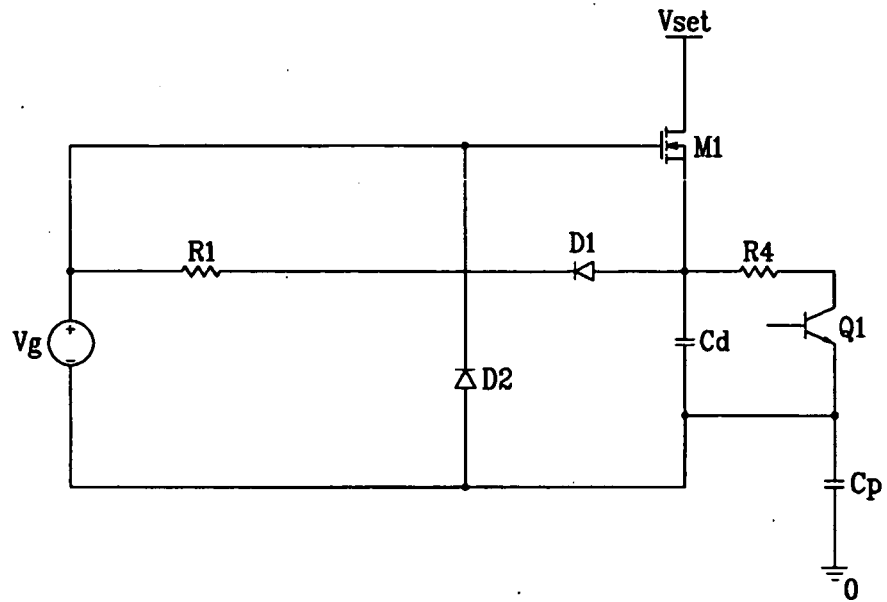 Vset
M1
R1
D1
R4
Vg
+
-
D2
Cd
Q1
Cp
0